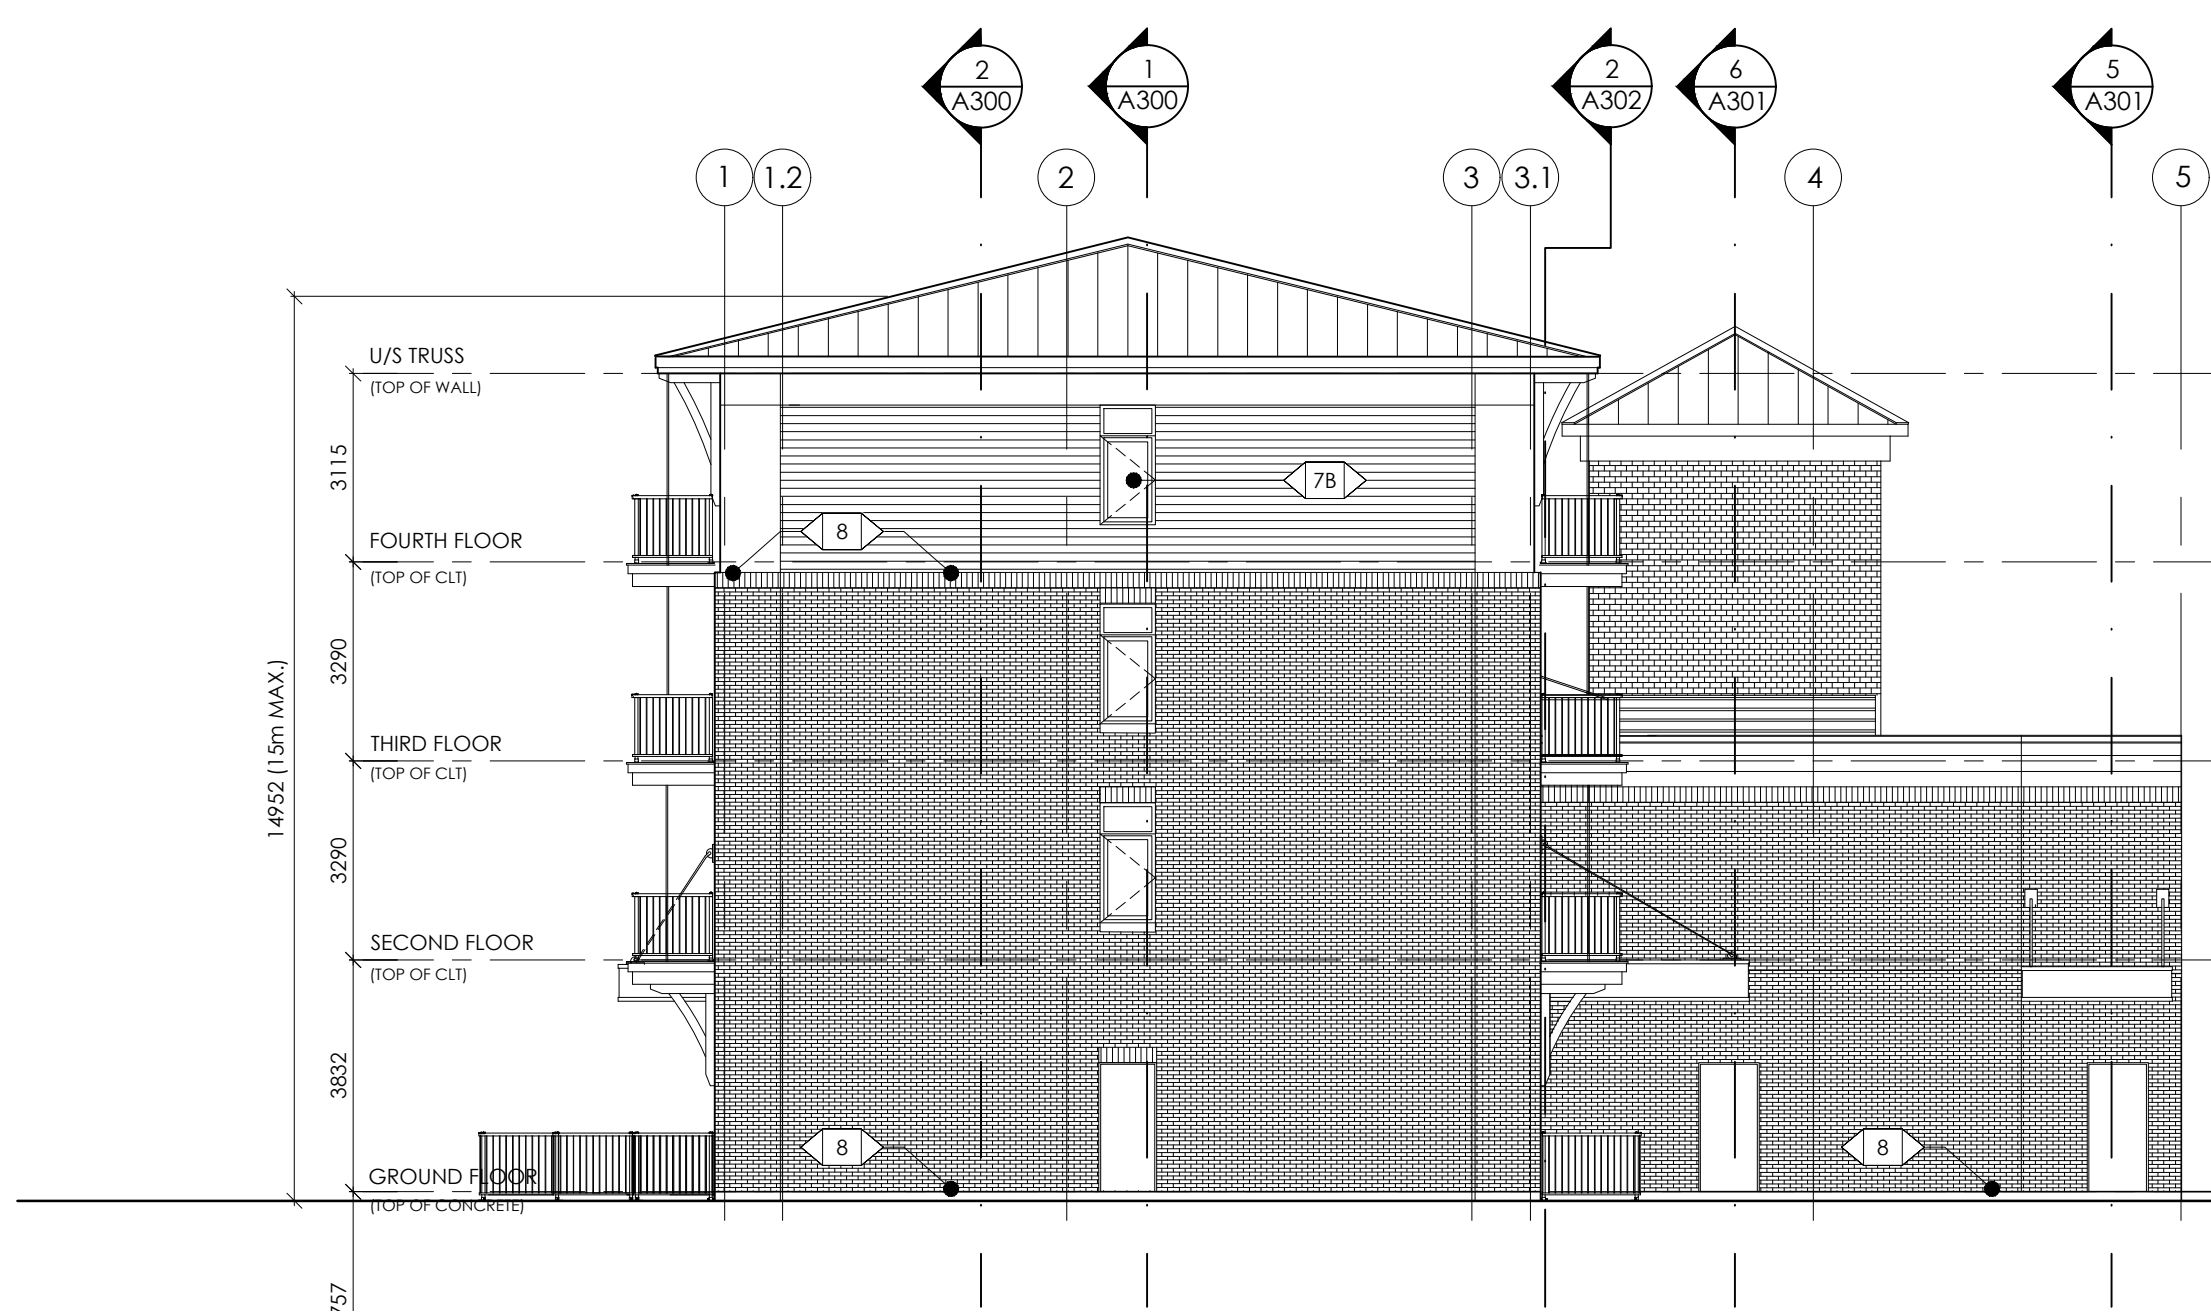 2
A300
1
A300
2
A302
6
A301
5
A301
1
1.2
2
3
3.1
4
5
U/S TRUSS
(TOP OF WALL)
3115
7B
8
FOURTH FLOOR
(TOP OF CLT)
3290
14952 (15m MAX.)
THIRD FLOOR
(TOP OF CLT)
3290
SECOND FLOOR
(TOP OF CLT)
3832
8
8
GROUND FLOOR
(TOP OF CONCRETE)